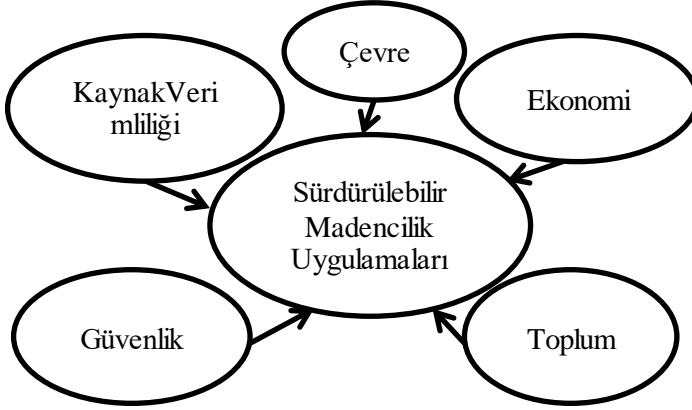 Çevre
KaynakVeri
mliliği
Ekonomi
Sürdürülebilir
Madencilik
Uygulamaları
Güvenlik
Toplum